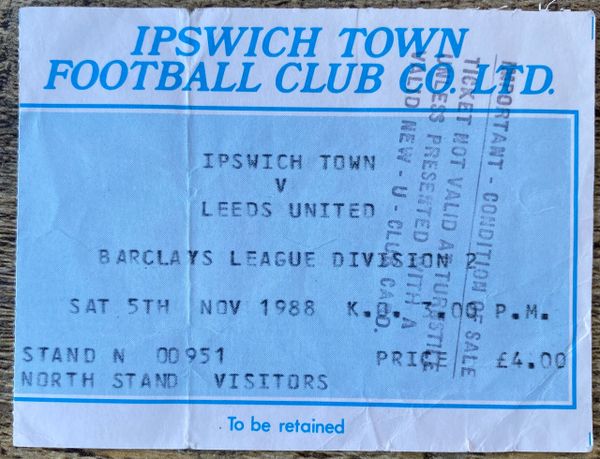 IPSWICH TOWN
FOOTBALL CLUB CO. LTD.
IPSWICH TOWN
V
LEEDS UNITED
BARCLAYS LEAGUE DIVISION 2
SAT 5TH NOV 1988 K.O. 3.00 P.M.
STAND N 00951 PRICE £4.00
NORTH STAND VISITORS
To be retained
IMPORTANT - CONDITION OF SALE
TICKET NOT VALID AT TURNSTILE
UNLESS PRESENTED WITH A
VALID NEW - U - CLUB CARD.